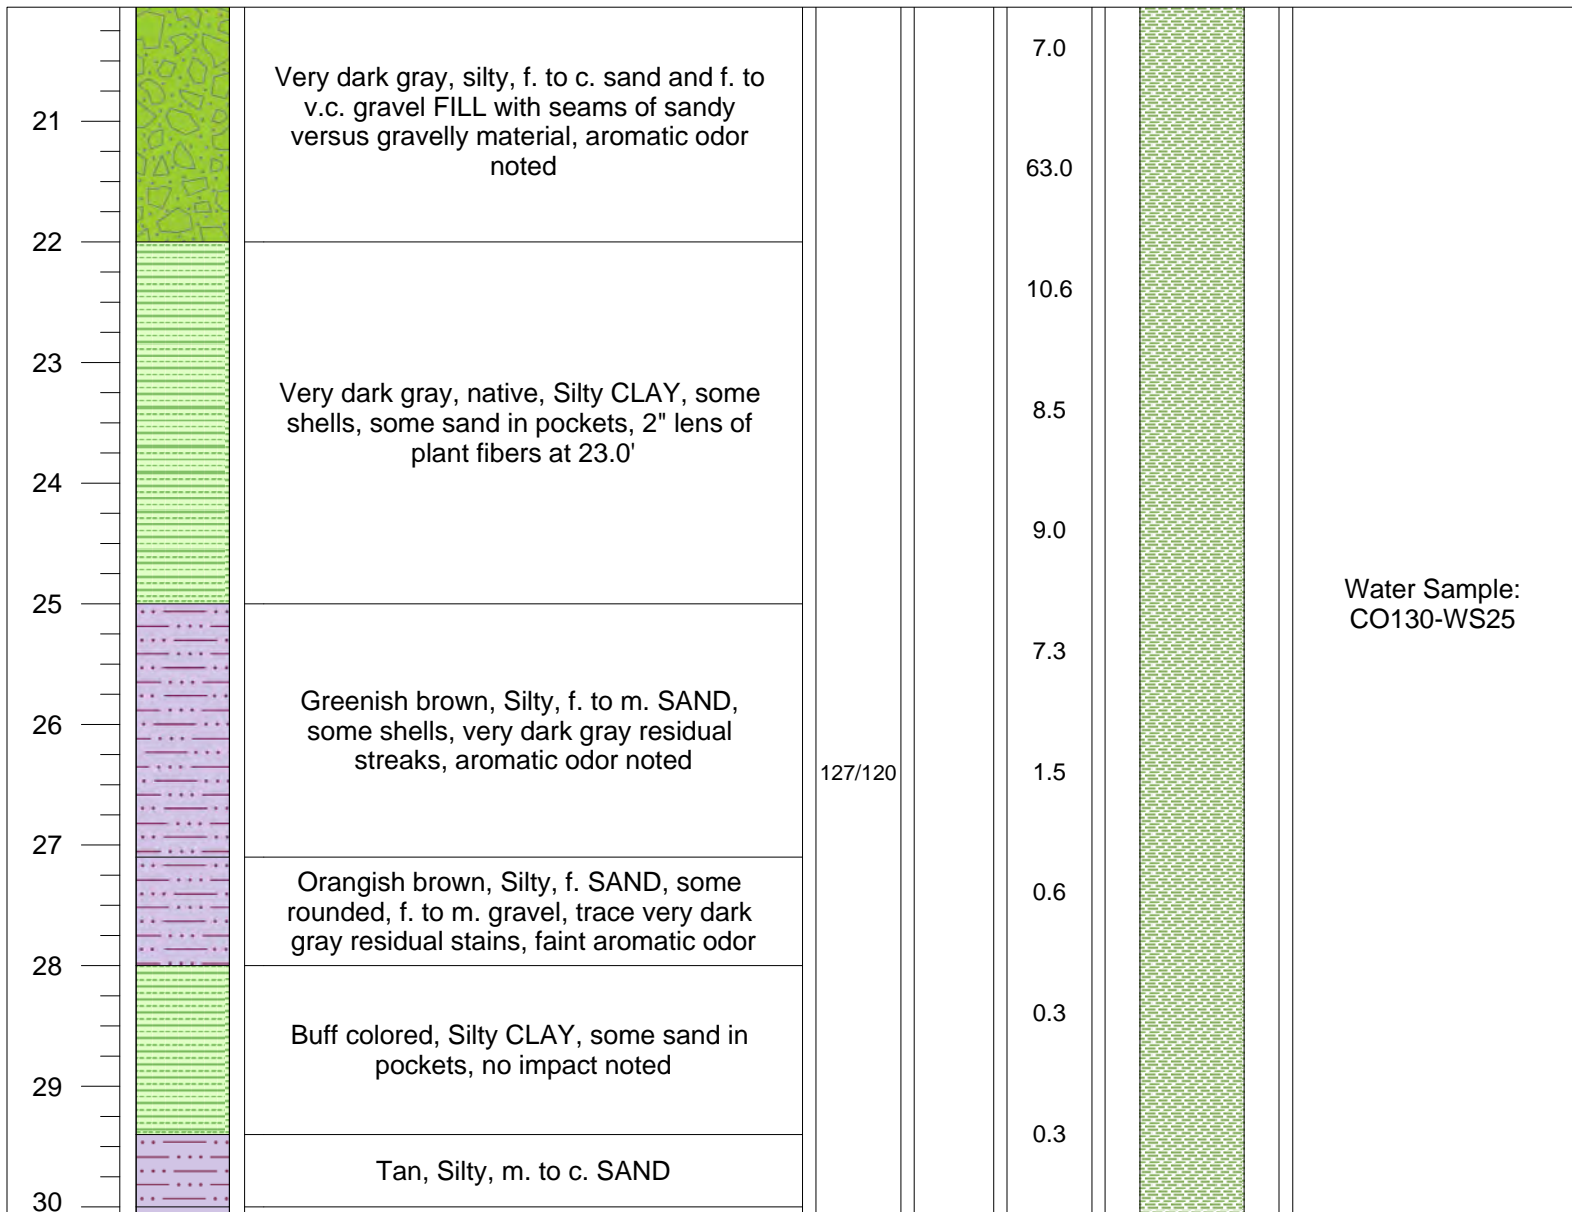 7.0
Very dark gray, silty, f. to c. sand and f. to
v.c. gravel FILL with seams of sandy
versus gravelly material, aromatic odor
noted
21
63.0
22
10.6
23
Very dark gray, native, Silty CLAY, some
shells, some sand in pockets, 2" lens of
plant fibers at 23.0'
8.5
24
9.0
25
Water Sample:
CO130-WS25
7.3
Greenish brown, Silty, f. to m. SAND,
some shells, very dark gray residual
streaks, aromatic odor noted
26
127/120
1.5
27
Orangish brown, Silty, f. SAND, some
rounded, f. to m. gravel, trace very dark
gray residual stains, faint aromatic odor
0.6
28
Buff colored, Silty CLAY, some sand in
pockets, no impact noted
0.3
29
0.3
Tan, Silty, m. to c. SAND
30